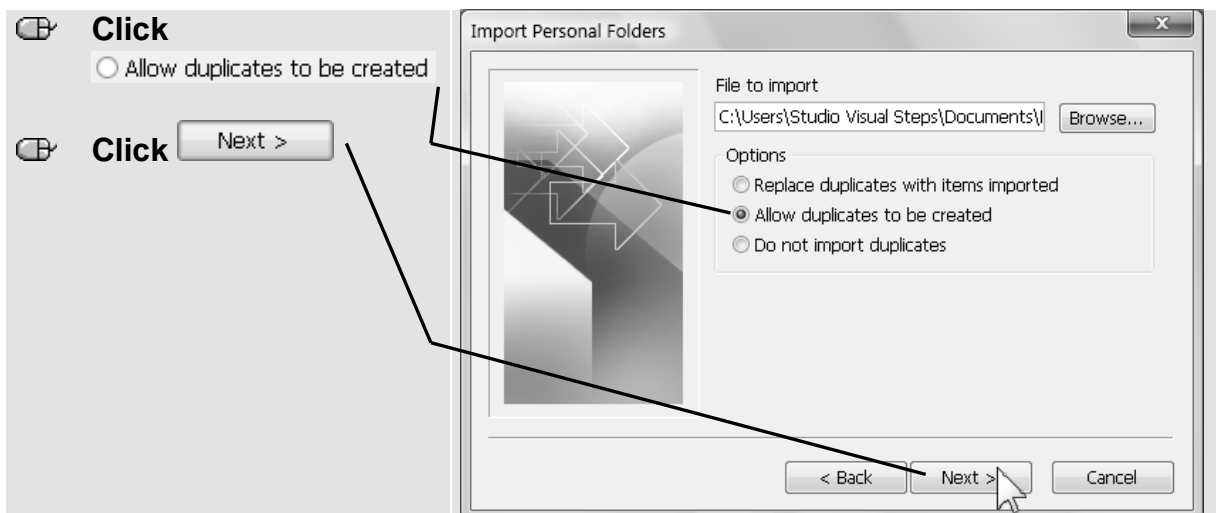 Click
Allow duplicates to be created
Click Next >
Import Personal Folders
File to import
C:\Users\Studio Visual Steps\Documents\I Browse...
Options
Replace duplicates with items imported
Allow duplicates to be created
Do not import duplicates
< Back Next > Cancel